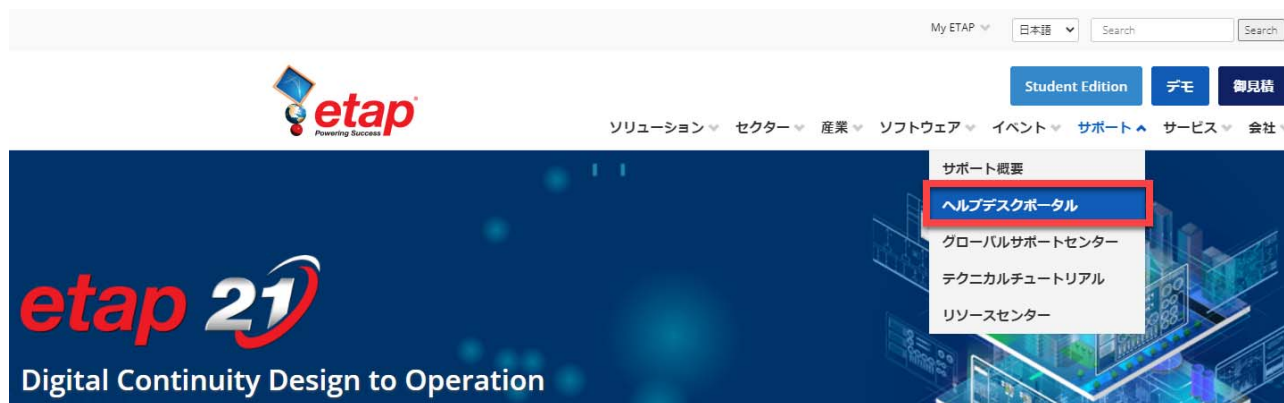 My ETAP 日本語 Search Search
Student Edition デモ 御見積
etap
Powering Success
ソリューション セクター 産業 ソフトウェア イベント サポート サービス 会社
サポート概要
ヘルプデスクポータル
グローバルサポートセンター
テクニカルチュートリアル
リソースセンター
etap 21
Digital Continuity Design to Operation